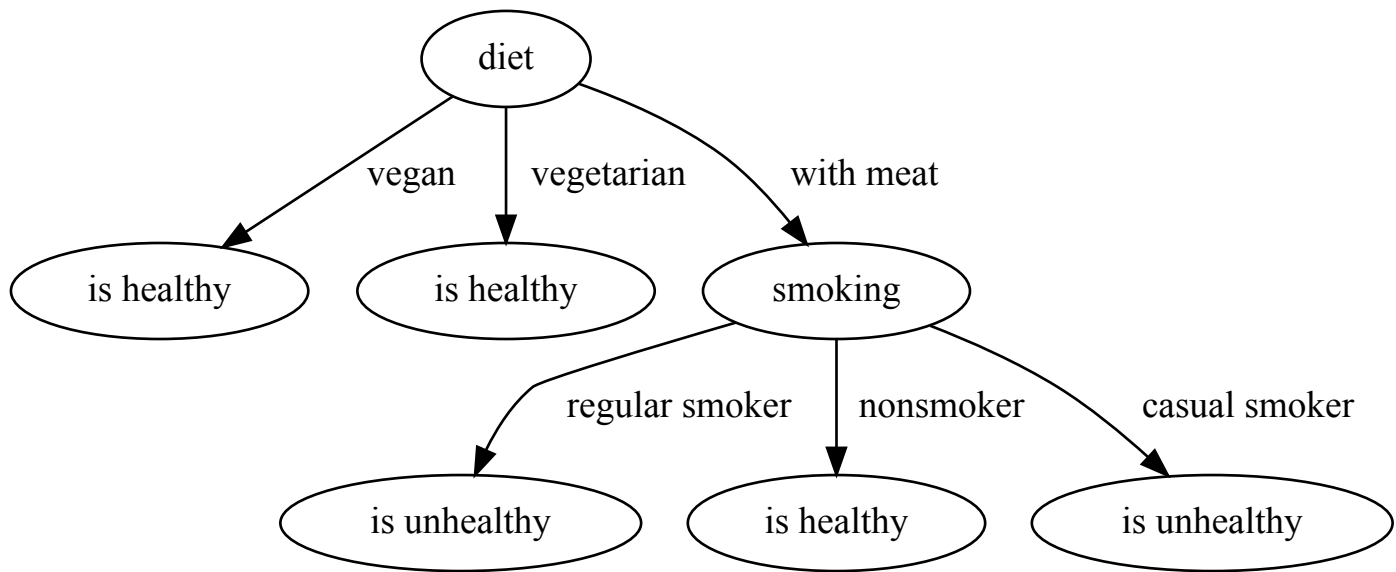 diet
vegan
vegetarian
with meat
is healthy
is healthy
smoking
regular smoker
nonsmoker
casual smoker
is unhealthy
is healthy
is unhealthy